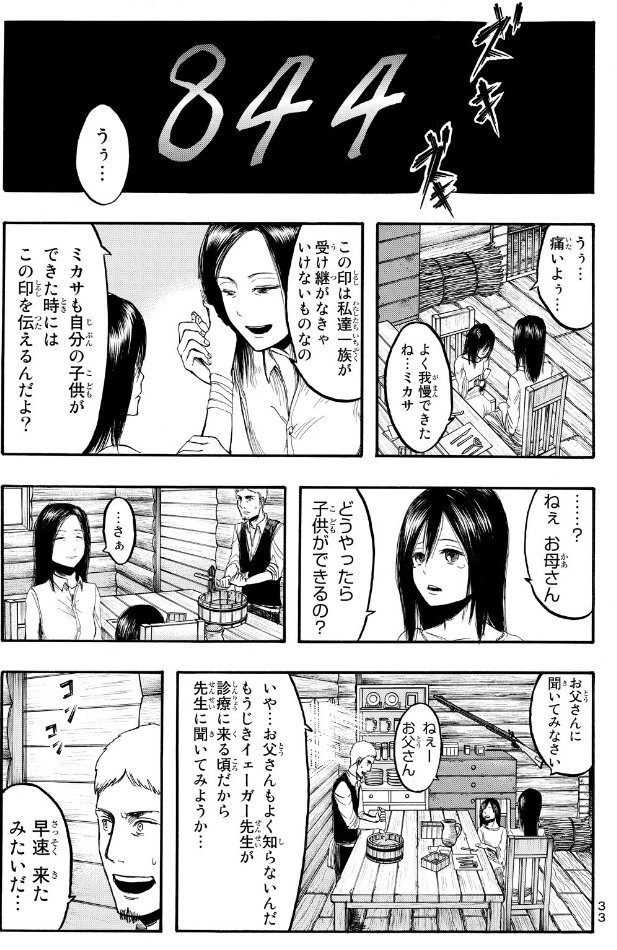 844
ズキ
ズキ
うぅ…
うぅ…
痛いよぅ…
よく我慢できた
ね…ミカサ
この印は私達一族が
受け継がなきゃ
いけないものなの
ミカサも自分の子供が
できた時には
この印を伝えるんだよ?
……?
ねぇ お母さん
どうやったら
子供ができるの?
…さぁ
お父さんに
聞いてみなさい
ねぇー
お父さん
いや…お父さんもよく知らないんだ
もうじきイェーガー先生が
診療に来る頃だから
先生に聞いてみようか…
コン
コン
早速 来た
みたいだ…
33